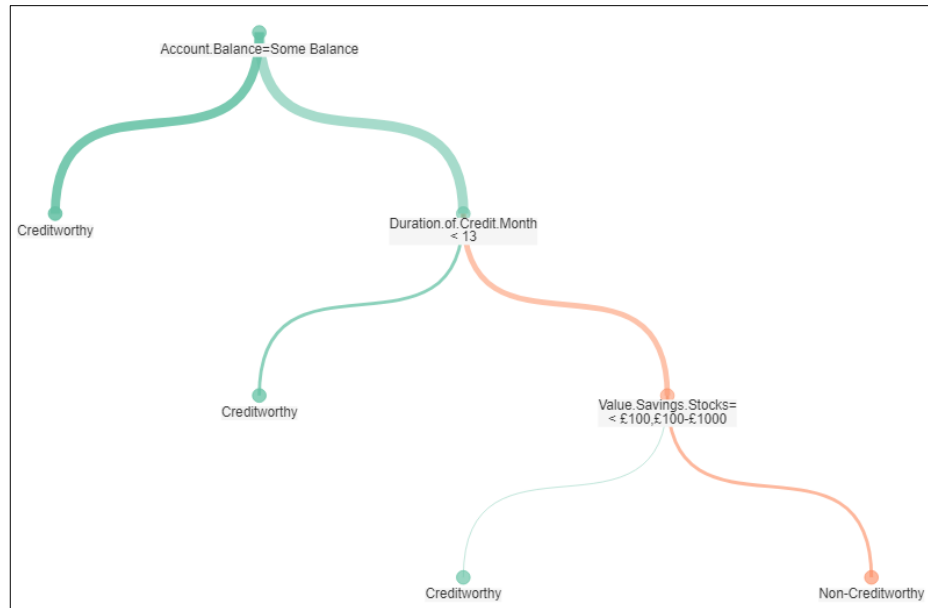 Account.Balance=Some Balance
Creditworthy
Duration.of.Credit.Month
< 13
Creditworthy
Value.Savings.Stocks=
< £100,£100-£1000
Creditworthy
Non-Creditworthy